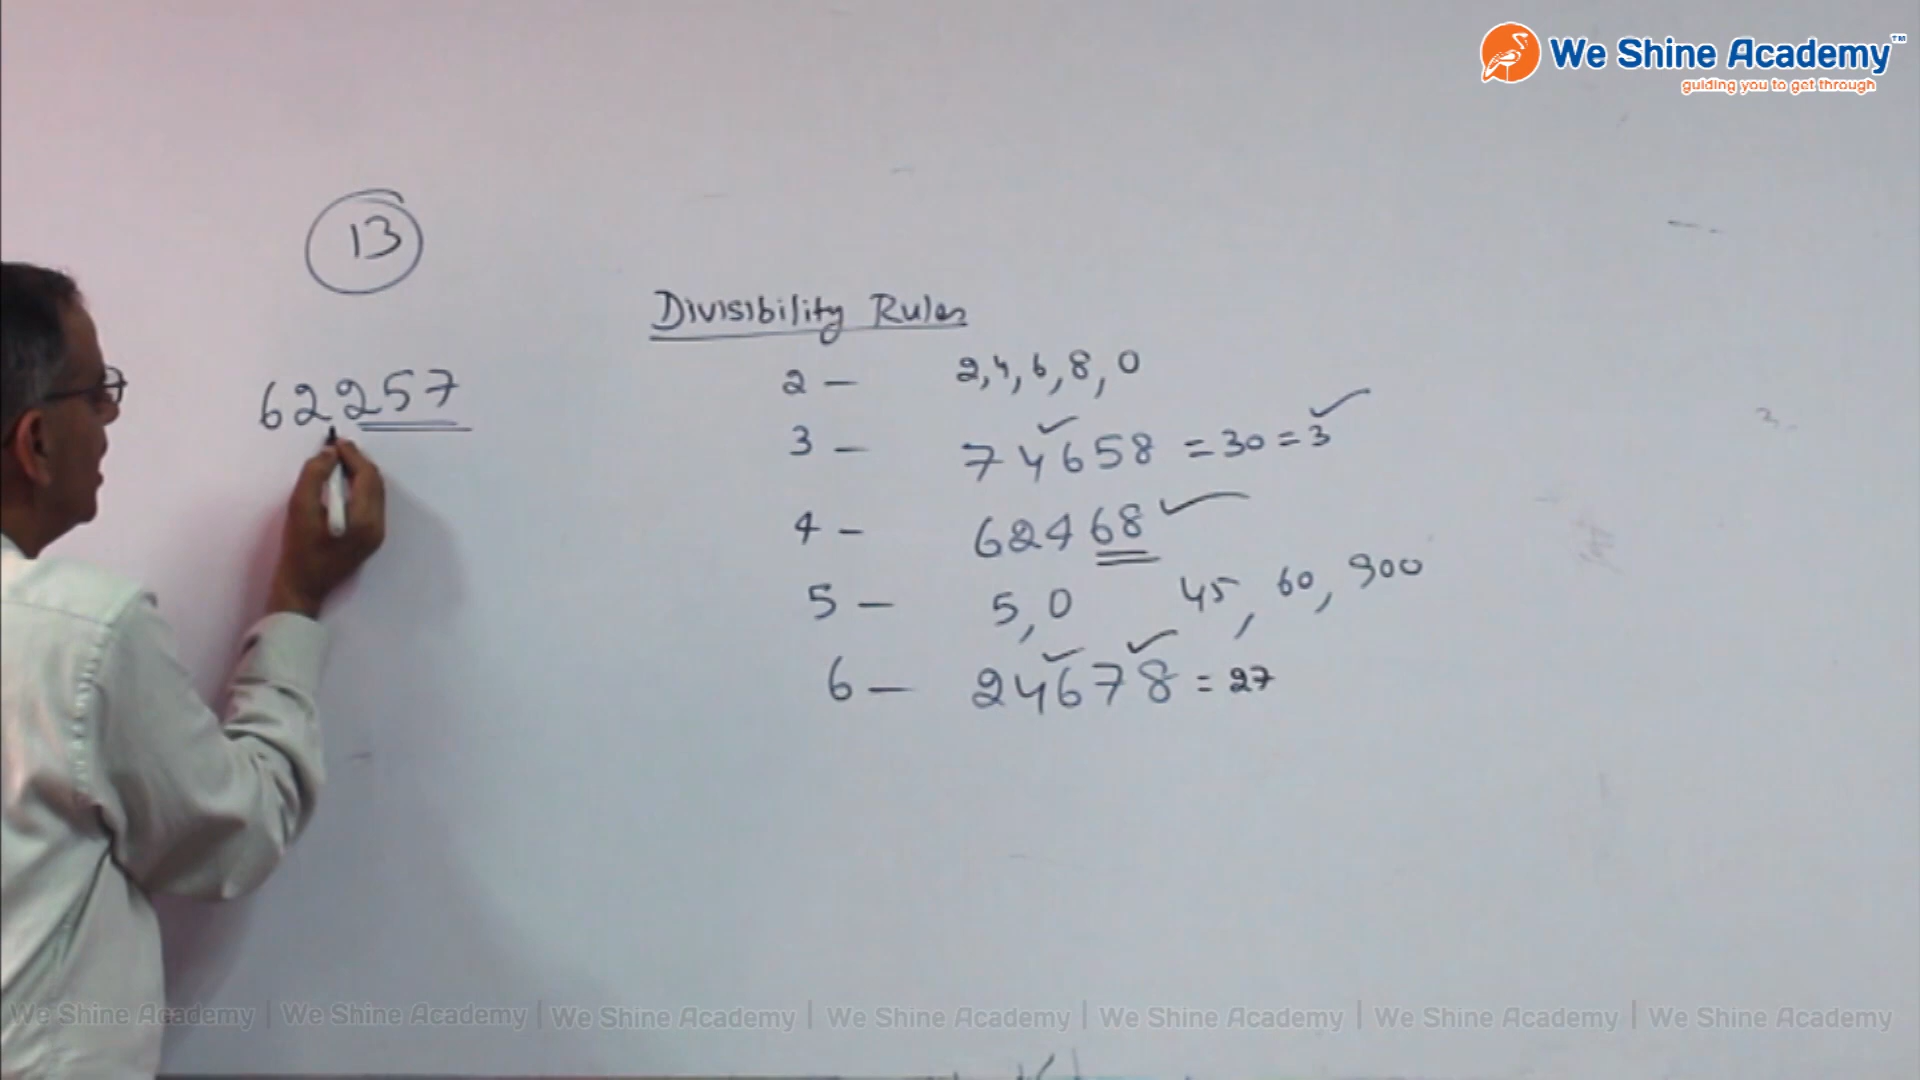 We Shine Academy™
guiding you to get through
13
62257
Divisibility Rules
2 — 2,4,6,8,0
3 — 74658 = 30 = 3
4 — 62468
5 — 5,0 45, 60, 900
6 — 24678 = 27
We Shine Academy | We Shine Academy | We Shine Academy | We Shine Academy | We Shine Academy | We Shine Academy | We Shine Academy